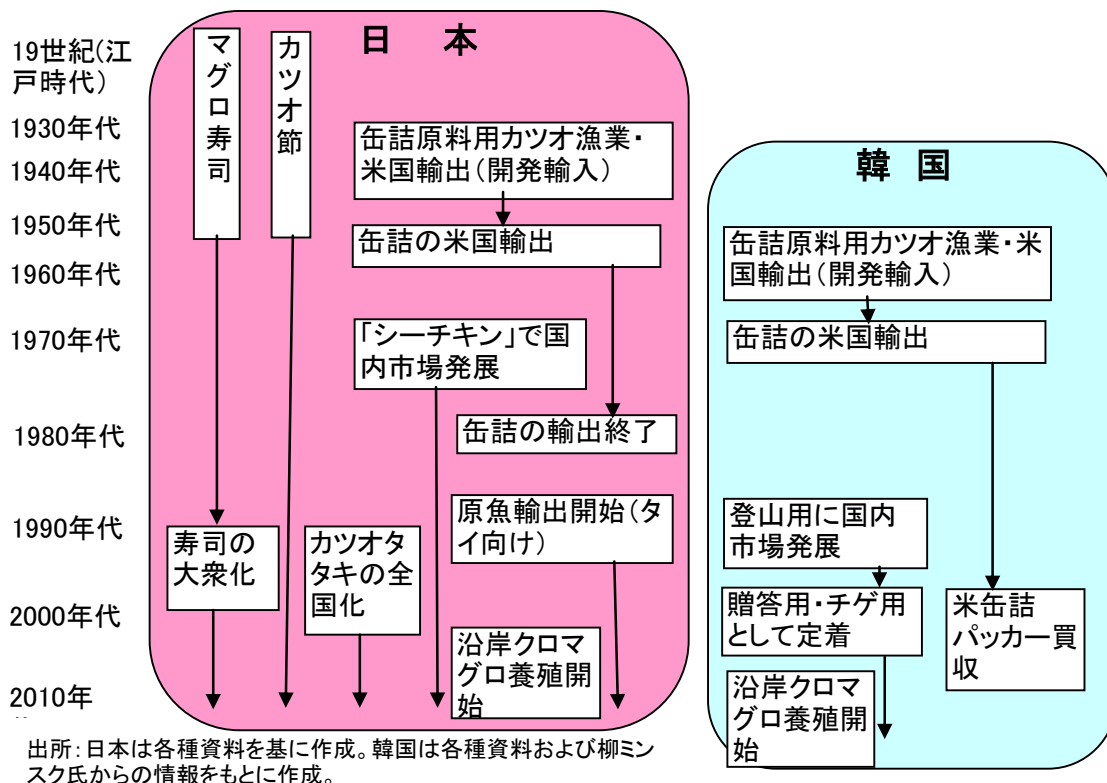 日 本
19世紀(江
戸時代)
マグロ寿司
カツオ節
1930年代
缶詰原料用カツオ漁業・
米国輸出(開発輸入)
1940年代
韓 国
1950年代
缶詰の米国輸出
缶詰原料用カツオ漁業・米
国輸出(開発輸入)
1960年代
1970年代
「シーチキン」で国
内市場発展
缶詰の米国輸出
1980年代
缶詰の輸出終了
1990年代
原魚輸出開始(タ
イ向け)
登山用に国内
市場発展
寿司の
大衆化
カツオタ
タキの全
国化
2000年代
贈答用・チゲ用
として定着
米缶詰
パッカー買
収
沿岸クロマ
グロ養殖開
始
2010年
沿岸クロマ
グロ養殖開
始
出所:日本は各種資料を基に作成。韓国は各種資料および柳ミン
スク氏からの情報をもとに作成。